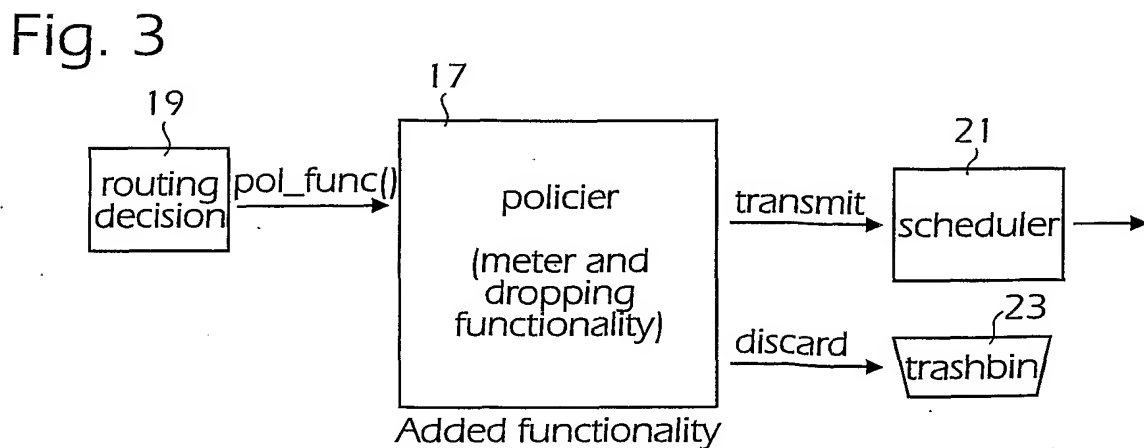 Fig. 3
19
routing
decision
pol_func()
17
policier
(meter and
dropping
functionality)
Added functionality
transmit
21
scheduler
discard
23
trashbin